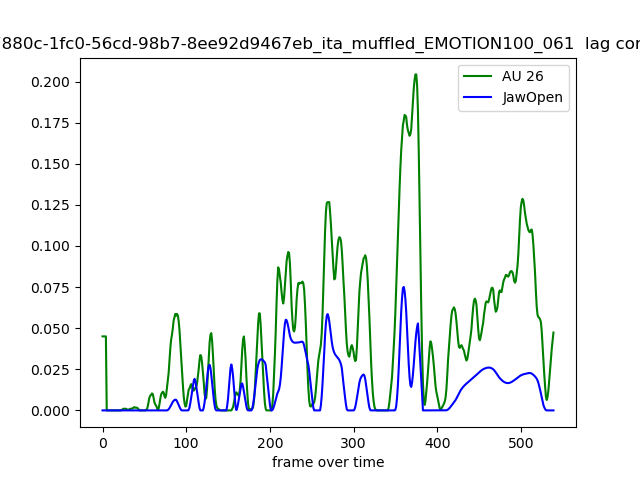 880c-1fc0-56cd-98b7-8ee92d9467eb_ita_muffled_EMOTION100_061 lag cor
AU 26
JawOpen
0.200
0.175
0.150
0.125
0.100
0.075
0.050
0.025
0.000
0 100 200 300 400 500
frame over time